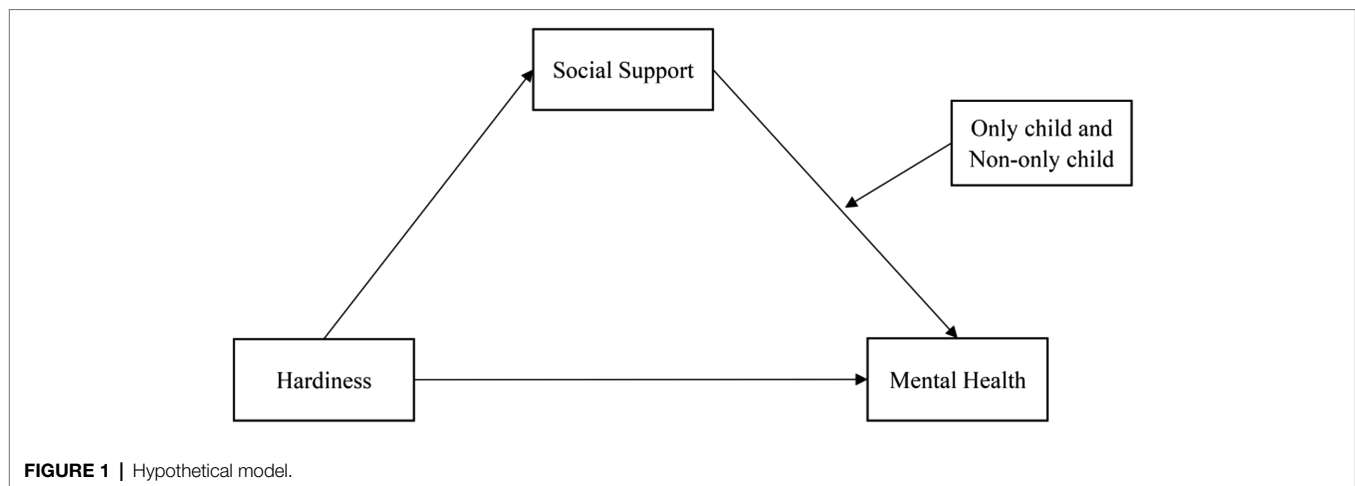 Social Support
Only child and
Non-only child
Hardiness
Mental Health
FIGURE 1 | Hypothetical model.